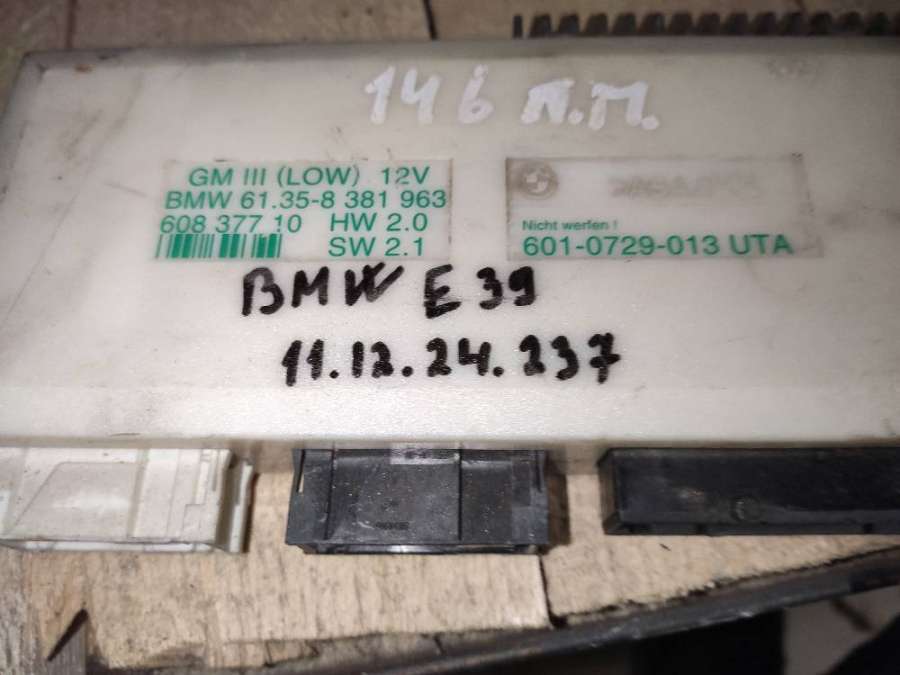 146 л.м.
GM III (LOW) 12V
BMW 61.35-8 381 963
608 377 10 HW 2.0
SW 2.1
Nicht werfen !
601-0729-013 UTA
BMW E39
11.12.24.237